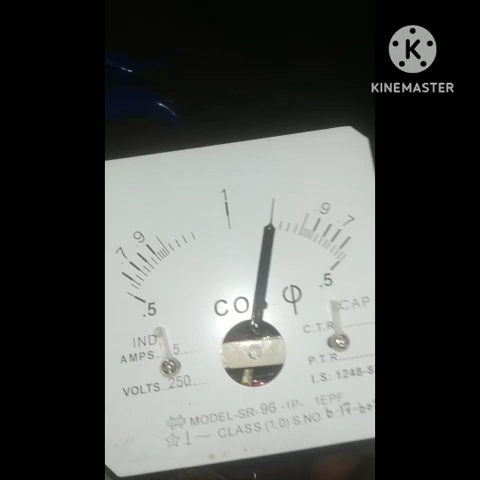 K
KINEMASTER
1
.9 .9
.7 .7
.5 .5
COS φ
IND CAP
AMPS. 5
C.T.R
VOLTS. 250
P.T.R
I.S: 1248-
MODEL-SR-96 -1P- 1EPF
1~ CLASS (1.0) S.NO